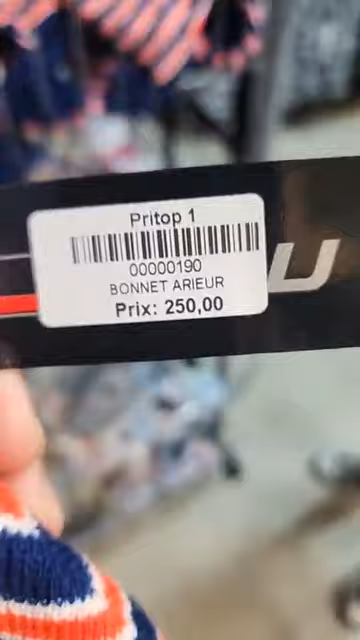 Pritop 1
00000190
BONNET ARIEUR
Prix: 250,00
U